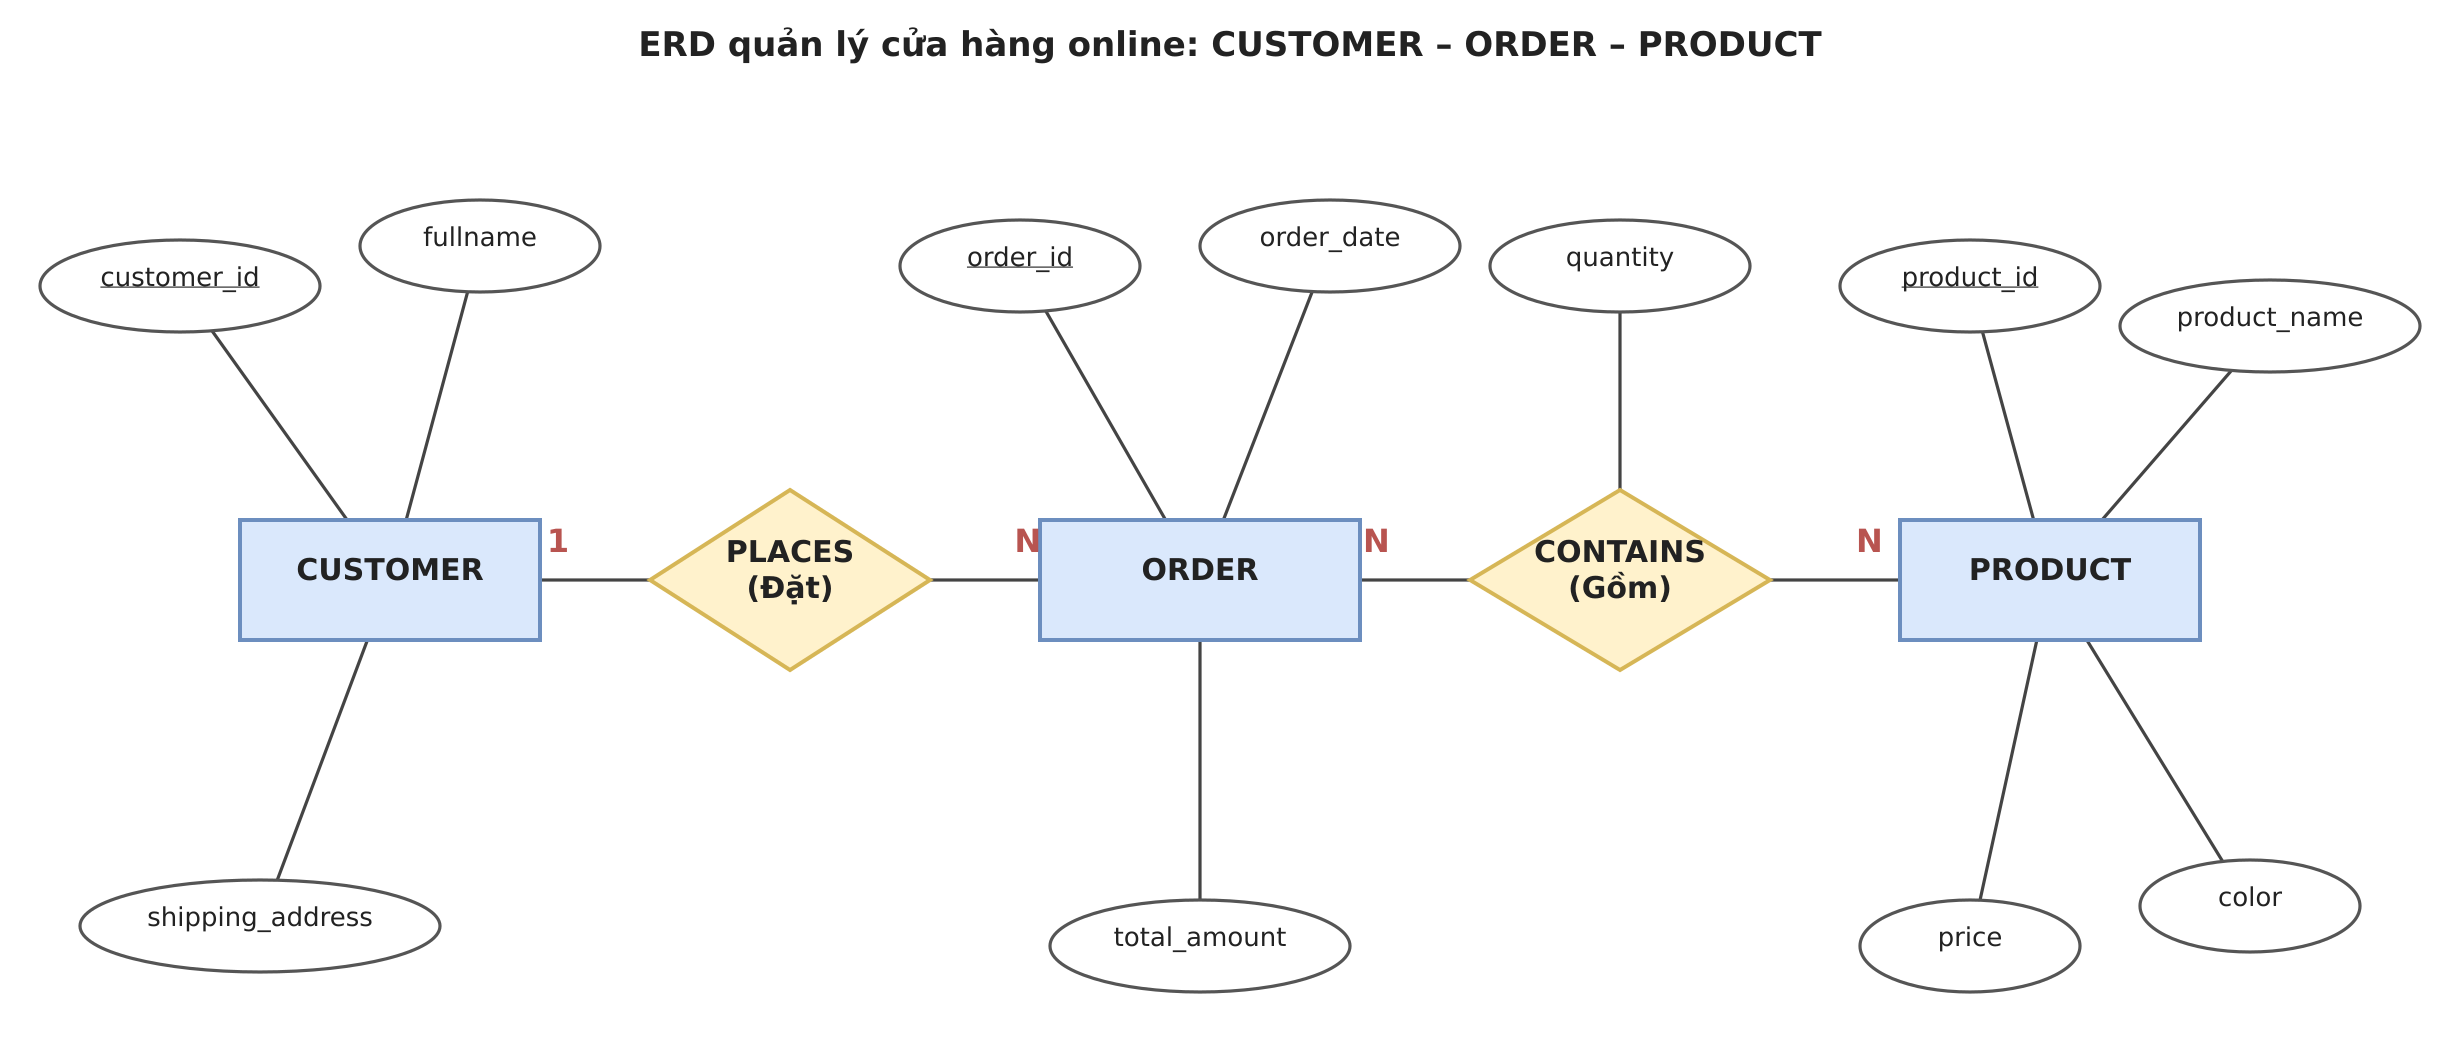 ERD quản lý cửa hàng online: CUSTOMER – ORDER – PRODUCT
fullname
order_date
order_id
quantity
customer_id
product_id
product_name
1
N
N
N
CUSTOMER
PLACES
(Đặt)
ORDER
CONTAINS
(Gồm)
PRODUCT
shipping_address
total_amount
price
color